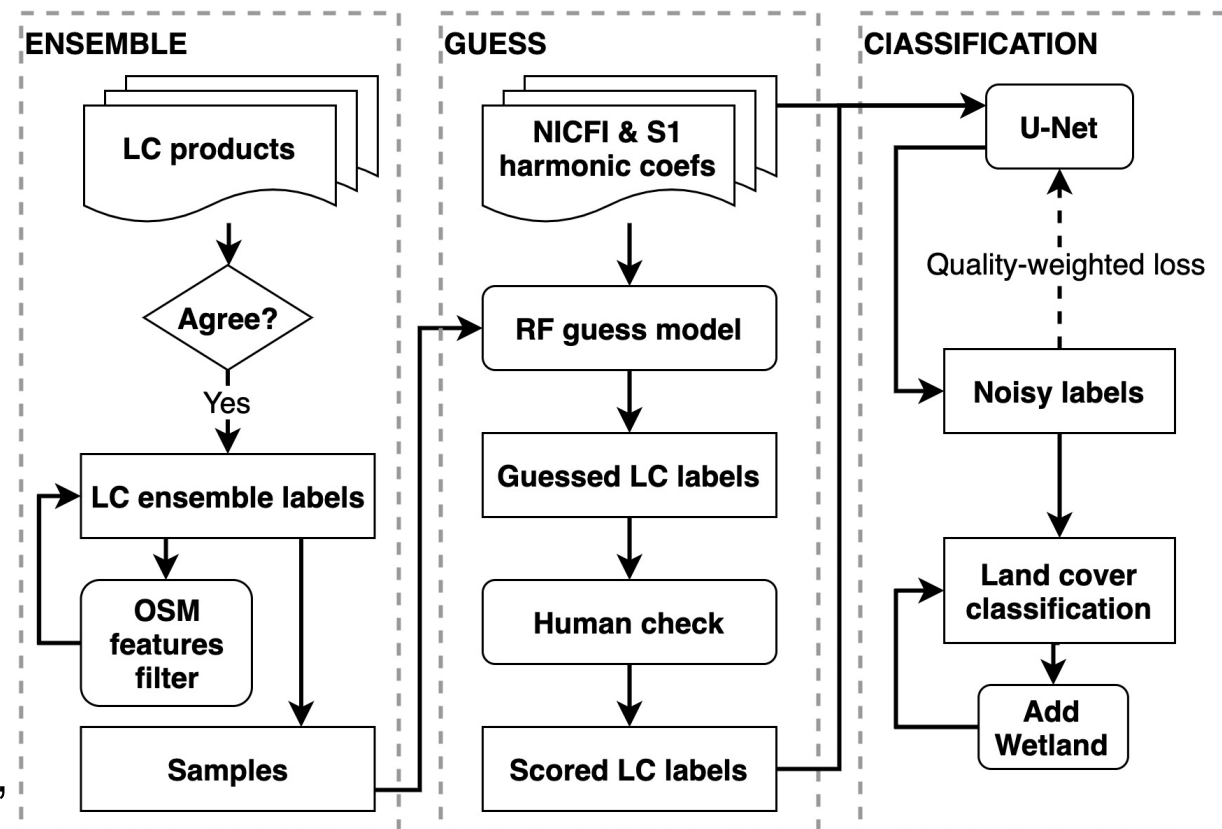 ENSEMBLE
LC products
Agree?
Yes
LC ensemble labels
OSM
features
filter
Samples
,
GUESS
NICFI & S1
harmonic coefs
RF guess model
Guessed LC labels
Human check
Scored LC labels
ClASSIFICATION
U-Net
Quality-weighted loss
Noisy labels
Land cover
classification
Add
Wetland